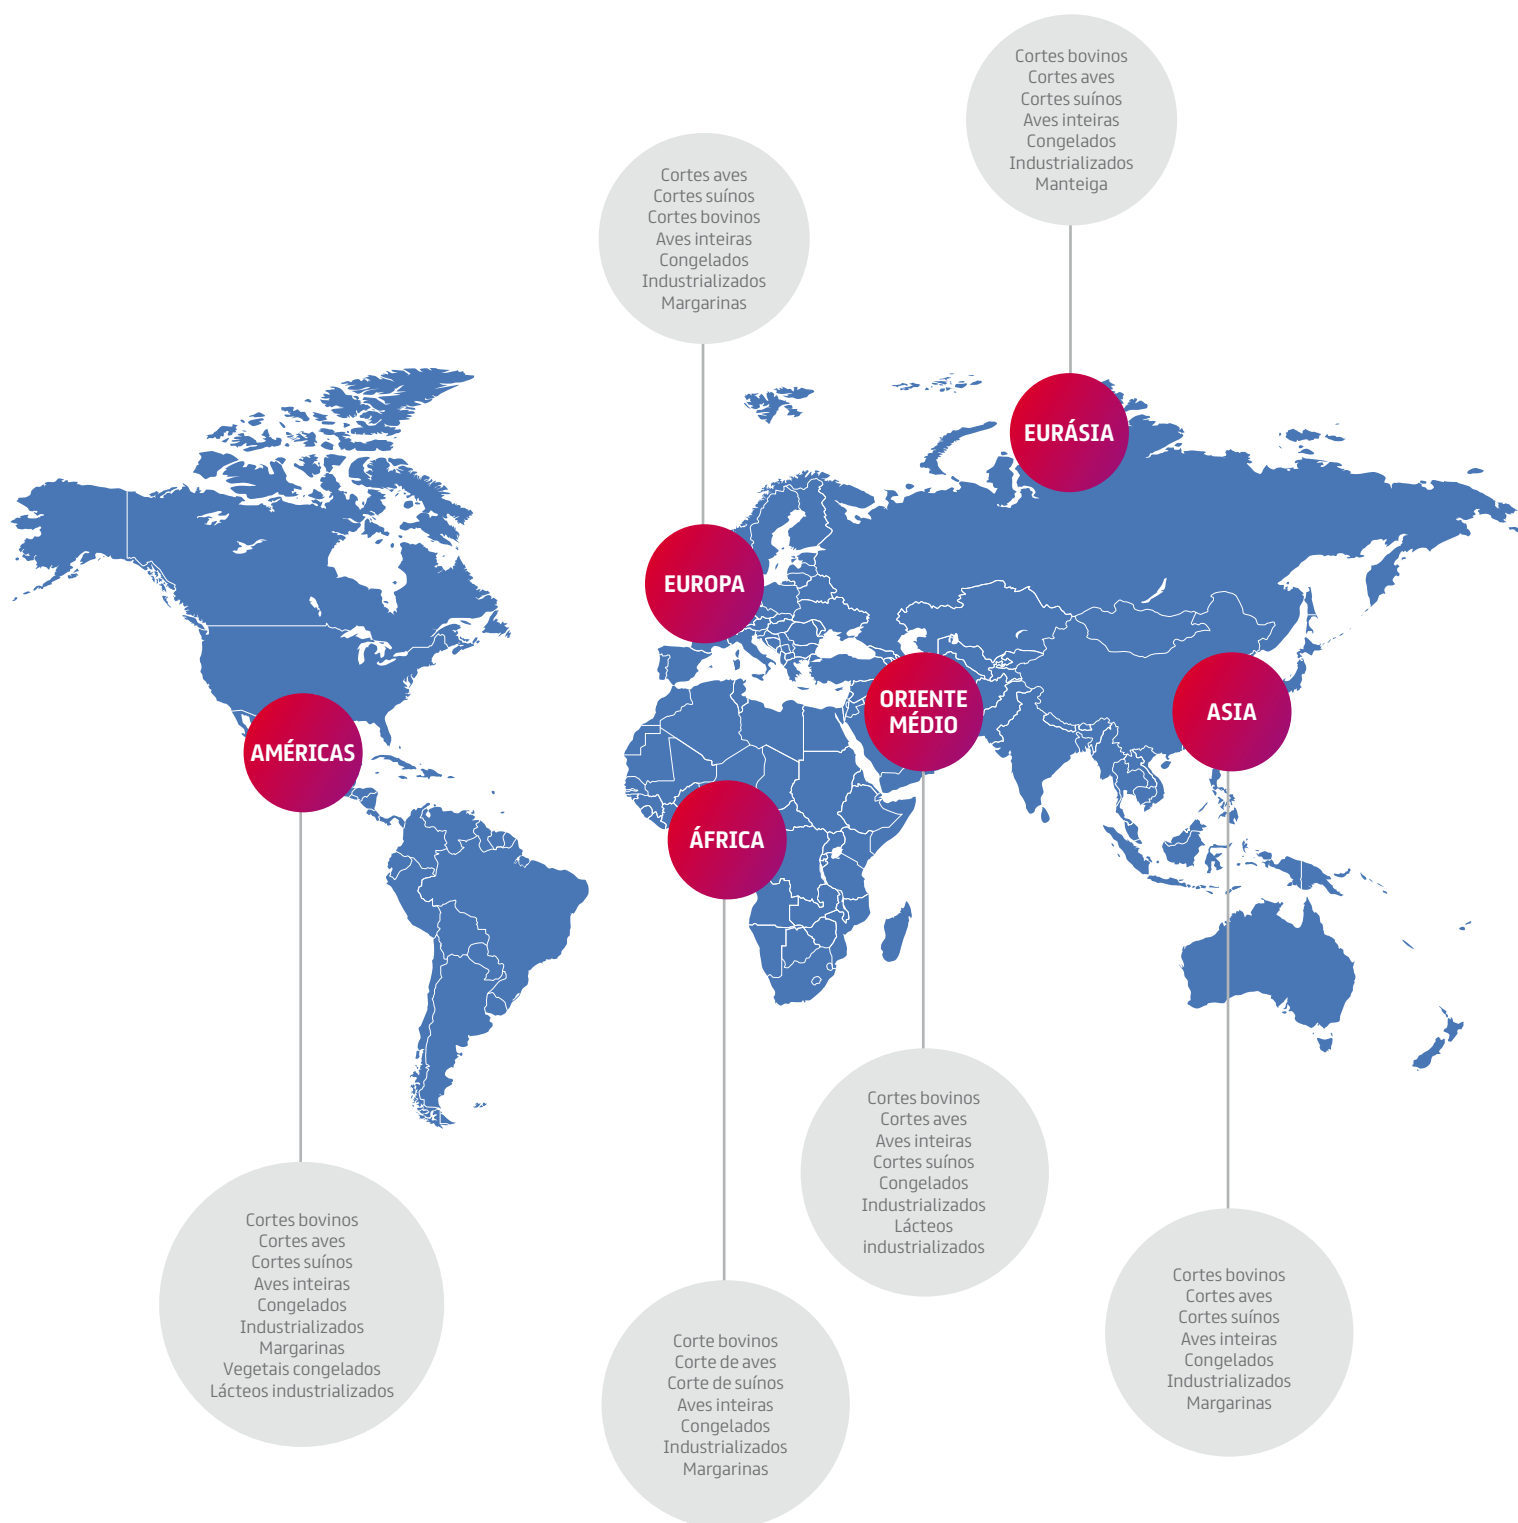 Cortes bovinos
Cortes aves
Cortes suínos
Aves inteiras
Congelados
Industrializados
Manteiga
Cortes aves
Cortes suínos
Cortes bovinos
Aves inteiras
Congelados
Industrializados
Margarinas
EURÁSIA
EUROPA
ORIENTE
MÉDIO
ASIA
AMÉRICAS
ÁFRICA
Cortes bovinos
Cortes aves
Aves inteiras
Cortes suínos
Congelados
Industrializados
Lácteos
industrializados
Cortes bovinos
Cortes aves
Cortes suínos
Aves inteiras
Congelados
Industrializados
Margarinas
Vegetais congelados
Lácteos industrializados
Corte bovinos
Corte de aves
Corte de suínos
Aves inteiras
Congelados
Industrializados
Margarinas
Cortes bovinos
Cortes aves
Cortes suínos
Aves inteiras
Congelados
Industrializados
Margarinas